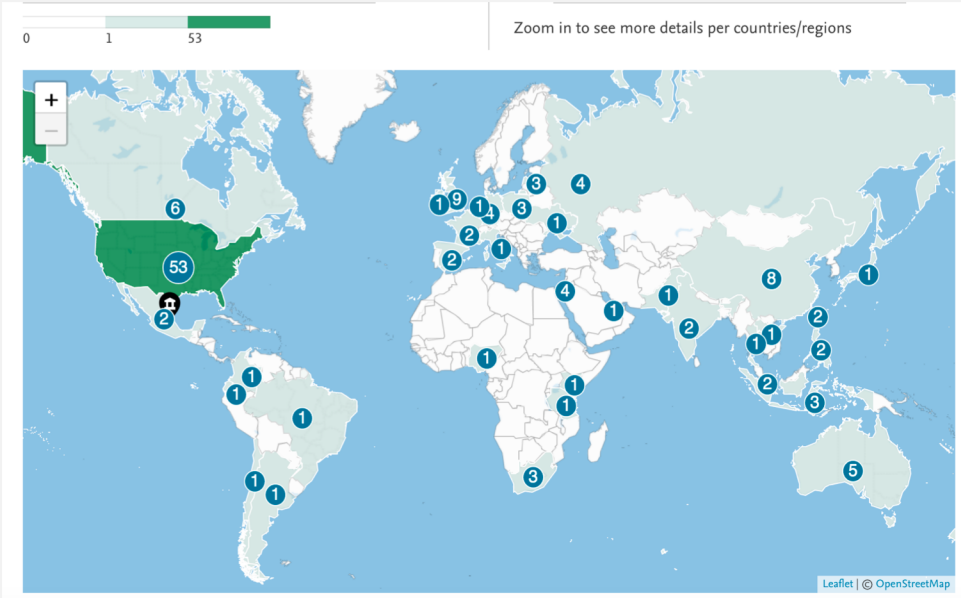 Zoom in to see more details per countries/regions
0 1 53
+
−
3 4
1 9 1 4 3
6 1
2
1
2
53 8 1
4 1
2 1 2
2 1
1 2
1
1 1 2 3
1 1
1
5
3
1
1
Leaflet | © OpenStreetMap